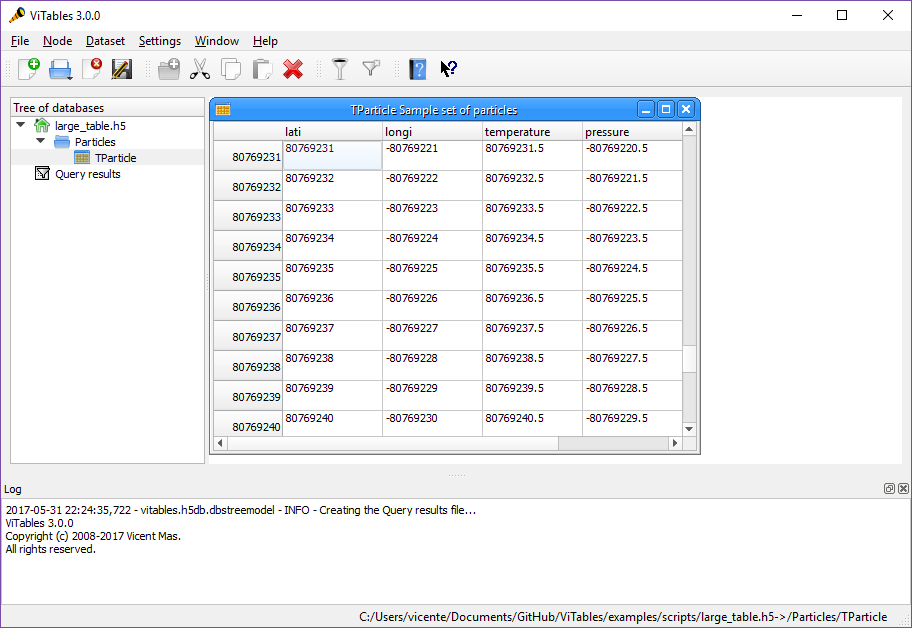 ViTables 3.0.0
File Node Dataset Settings Window Help
Tree of databases
large_table.h5
Particles
TParticle
Query results
TParticle Sample set of particles
lati longi temperature pressure
80769231 80769231 -80769221 80769231.5 -80769220.5
80769232 80769232 -80769222 80769232.5 -80769221.5
80769233 80769233 -80769223 80769233.5 -80769222.5
80769234 80769234 -80769224 80769234.5 -80769223.5
80769235 80769235 -80769225 80769235.5 -80769224.5
80769236 80769236 -80769226 80769236.5 -80769225.5
80769237 80769237 -80769227 80769237.5 -80769226.5
80769238 80769238 -80769228 80769238.5 -80769227.5
80769239 80769239 -80769229 80769239.5 -80769228.5
80769240 80769240 -80769230 80769240.5 -80769229.5
Log
2017-05-31 22:24:35,722 - vitables.h5db.dbstreemodel - INFO - Creating the Query results file...
ViTables 3.0.0
Copyright (c) 2008-2017 Vicent Mas.
All rights reserved.
C:/Users/vicente/Documents/GitHub/ViTables/examples/scripts/large_table.h5->/Particles/TParticle